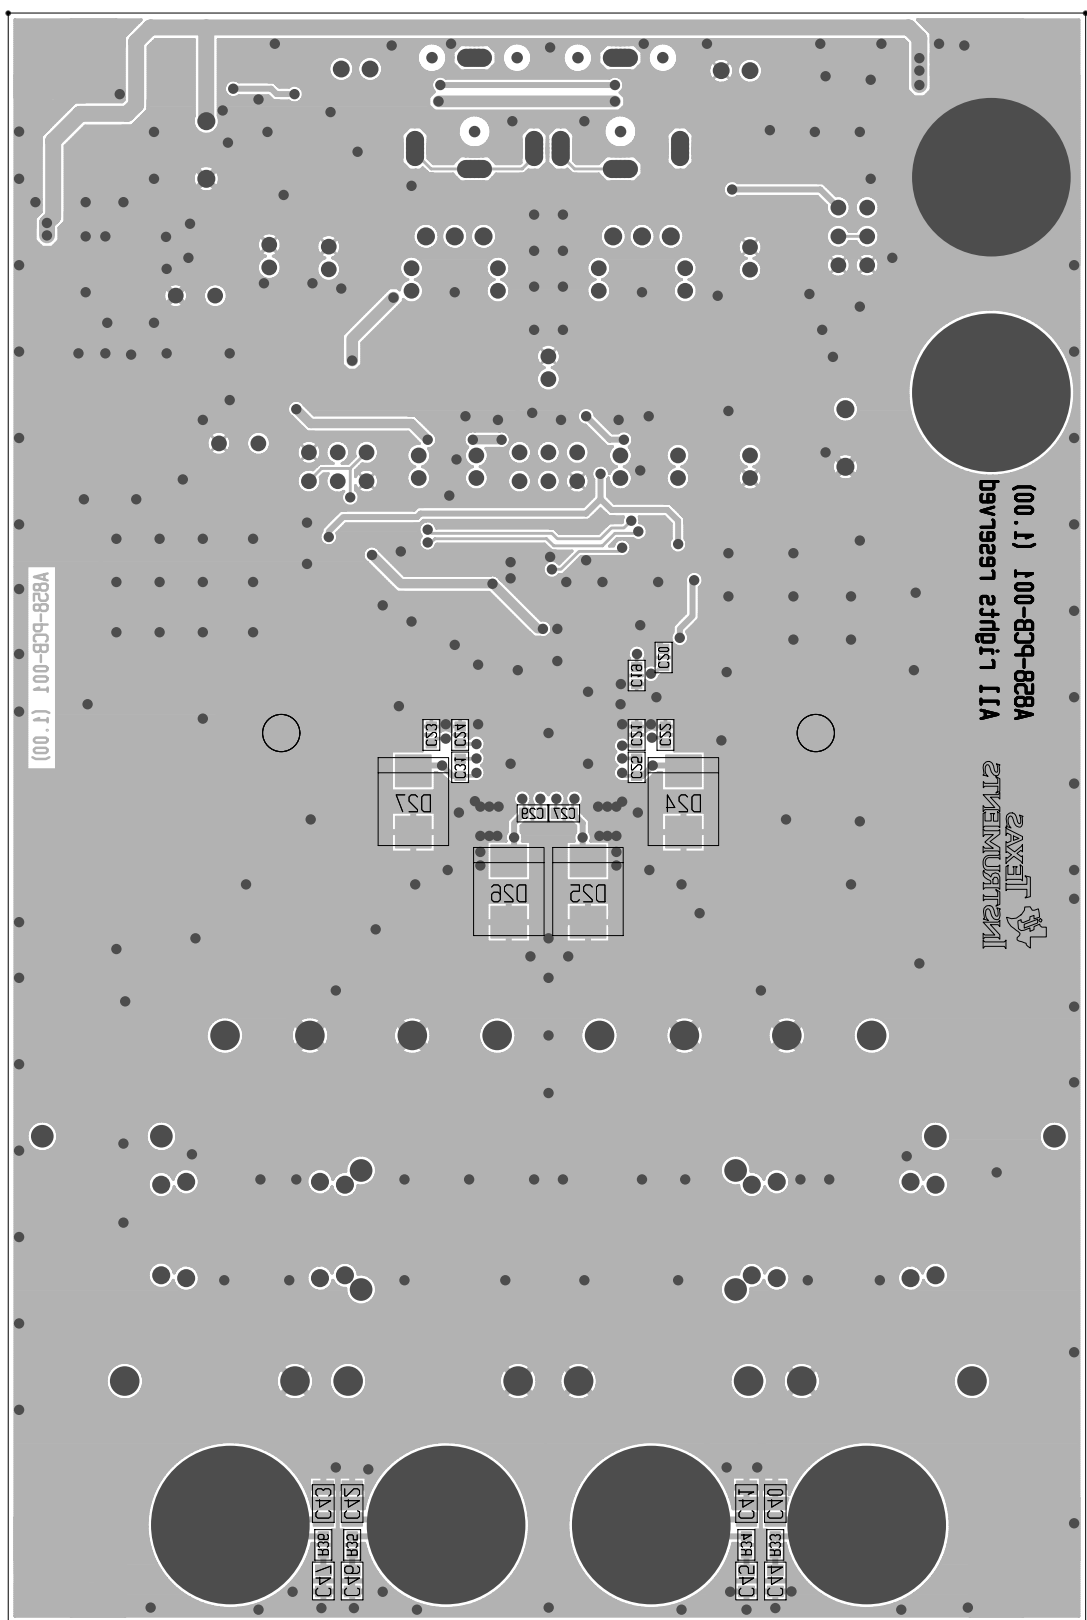 A858-PCB-001 (1.00)
All rights reserved
A858-PCB-001 (1.00)
C20
C19
C23
C24
C21
C22
C31
C25
D27
D24
C29
C27
TEXAS
INSTRUMENTS
D26
D25
C43
C42
C41
C40
R36
R35
R34
R33
C47
C46
C45
C44